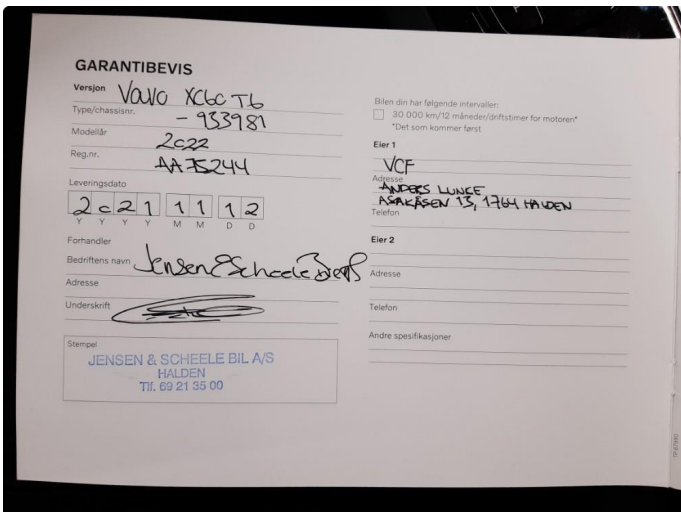 GARANTIBEVIS
Versjon Volvo XC60 T6
Type/chassisnr. - 933981
Modellår 2022
Reg.nr. AA75244
Leveringsdato
2021 11 12
Y Y Y Y M M D D
Forhandler
Bedriftens navn Jensen & Scheele Bil
Adresse
Underskrift
Stempel
JENSEN & SCHEELE BIL A/S
HALDEN
Tlf. 69 21 35 00
Bilen din har følgende intervaller:
30 000 km/12 måneder/driftstimer for motoren*
*Det som kommer først
Eier 1
VCF
Adresse ANDERS LUNKE
ASAKÅSEN 13, 1764 HALDEN
Telefon
Eier 2
Adresse
Telefon
Andre spesifikasjoner